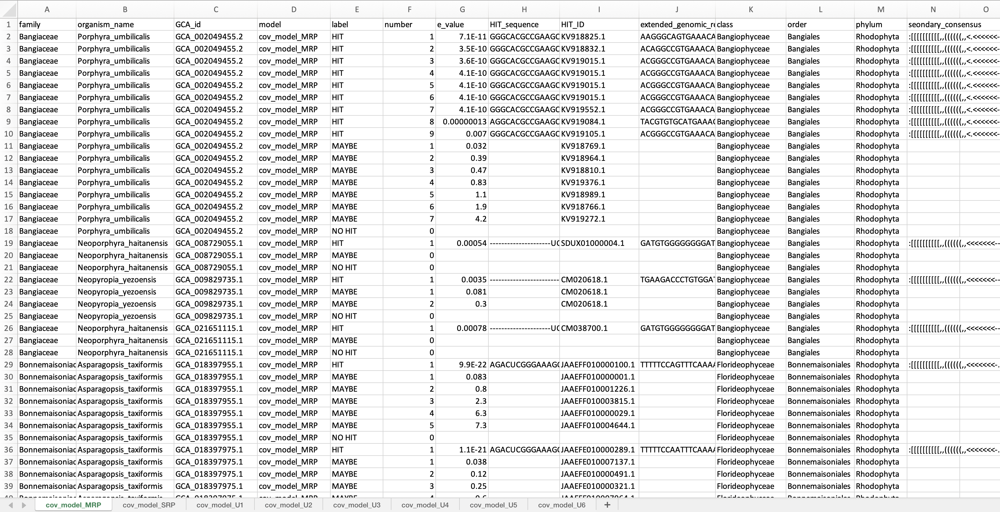 A B C D E F G H I J K L M N O
1 family organism_name GCA_id model label number e_value HIT_sequence HIT_ID extended_genomic_re class order phylum seondary_consensus
2 Bangiaceae Porphyra_umbilicalis GCA_002049455.2 cov_model_MRP HIT 1 7.1E-11 GGGCACGCCGAAGC KV918825.1 AAGGGCAGTGAAACA Bangiophyceae Bangiales Rhodophyta :[[[[[[[[[[,,((((((,,<.<<<<<<-
3 Bangiaceae Porphyra_umbilicalis GCA_002049455.2 cov_model_MRP HIT 2 3.5E-10 GGGCACGCCGAAGC KV918832.1 ACAGGCCGTGAAACA Bangiophyceae Bangiales Rhodophyta :[[[[[[[[[[,,((((((,,<.<<<<<<-
4 Bangiaceae Porphyra_umbilicalis GCA_002049455.2 cov_model_MRP HIT 3 3.6E-10 GGGCACGCCGAAGC KV919015.1 ACGGGCCGTGAAACA Bangiophyceae Bangiales Rhodophyta :[[[[[[[[[[,,((((((,,<.<<<<<<-
5 Bangiaceae Porphyra_umbilicalis GCA_002049455.2 cov_model_MRP HIT 4 4.1E-10 GGGCACGCCGAAGC KV919015.1 ACGGGCCGTGAAACA Bangiophyceae Bangiales Rhodophyta :[[[[[[[[[[,,((((((,,<.<<<<<<-
6 Bangiaceae Porphyra_umbilicalis GCA_002049455.2 cov_model_MRP HIT 5 4.1E-10 GGGCACGCCGAAGC KV919015.1 ACGGGCCGTGAAACA Bangiophyceae Bangiales Rhodophyta :[[[[[[[[[[,,((((((,,<.<<<<<<-
7 Bangiaceae Porphyra_umbilicalis GCA_002049455.2 cov_model_MRP HIT 6 4.1E-10 GGGCACGCCGAAGC KV919015.1 ACGGGCCGTGAAACA Bangiophyceae Bangiales Rhodophyta :[[[[[[[[[[,,((((((,,<.<<<<<<-
8 Bangiaceae Porphyra_umbilicalis GCA_002049455.2 cov_model_MRP HIT 7 4.1E-10 GGGCACGCCGAAGC KV919552.1 ACGGGCCGTGAAACA Bangiophyceae Bangiales Rhodophyta :[[[[[[[[[[,,((((((,,<.<<<<<<-
9 Bangiaceae Porphyra_umbilicalis GCA_002049455.2 cov_model_MRP HIT 8 0.00000013 AGGCACGCCGAAGC KV919084.1 TACGTGTGCATGAAAC Bangiophyceae Bangiales Rhodophyta :[[[[[[[[[[,,((((((,,<.<<<<<<-
10 Bangiaceae Porphyra_umbilicalis GCA_002049455.2 cov_model_MRP HIT 9 0.007 GGGCACGCCGAAGC KV919105.1 ACGGGCCGTGAAACA Bangiophyceae Bangiales Rhodophyta :[[[[[[[[[[,,((((((,,<.<<<<<<-
11 Bangiaceae Porphyra_umbilicalis GCA_002049455.2 cov_model_MRP MAYBE 1 0.032 KV918769.1 Bangiophyceae Bangiales Rhodophyta
12 Bangiaceae Porphyra_umbilicalis GCA_002049455.2 cov_model_MRP MAYBE 2 0.39 KV918964.1 Bangiophyceae Bangiales Rhodophyta
13 Bangiaceae Porphyra_umbilicalis GCA_002049455.2 cov_model_MRP MAYBE 3 0.47 KV918810.1 Bangiophyceae Bangiales Rhodophyta
14 Bangiaceae Porphyra_umbilicalis GCA_002049455.2 cov_model_MRP MAYBE 4 0.83 KV919376.1 Bangiophyceae Bangiales Rhodophyta
15 Bangiaceae Porphyra_umbilicalis GCA_002049455.2 cov_model_MRP MAYBE 5 1.1 KV918989.1 Bangiophyceae Bangiales Rhodophyta
16 Bangiaceae Porphyra_umbilicalis GCA_002049455.2 cov_model_MRP MAYBE 6 1.9 KV918766.1 Bangiophyceae Bangiales Rhodophyta
17 Bangiaceae Porphyra_umbilicalis GCA_002049455.2 cov_model_MRP MAYBE 7 4.2 KV919272.1 Bangiophyceae Bangiales Rhodophyta
18 Bangiaceae Porphyra_umbilicalis GCA_002049455.2 cov_model_MRP NO HIT 0 Bangiophyceae Bangiales Rhodophyta
19 Bangiaceae Neoporphyra_haitanensis GCA_008729055.1 cov_model_MRP HIT 1 0.00054 ---------------------UC SDUX01000004.1 GATGTGGGGGGGGAT Bangiophyceae Bangiales Rhodophyta :[[[[[[[[[[,,((((((,,<<<<<<<--
20 Bangiaceae Neoporphyra_haitanensis GCA_008729055.1 cov_model_MRP MAYBE 0 Bangiophyceae Bangiales Rhodophyta
21 Bangiaceae Neoporphyra_haitanensis GCA_008729055.1 cov_model_MRP NO HIT 0 Bangiophyceae Bangiales Rhodophyta
22 Bangiaceae Neopyropia_yezoensis GCA_009829735.1 cov_model_MRP HIT 1 0.0035 ------------------------ CM020618.1 TGAAGACCCTGTGGAT Bangiophyceae Bangiales Rhodophyta :[[[[[[[[[[,,((((((,,<<<<<<<--
23 Bangiaceae Neopyropia_yezoensis GCA_009829735.1 cov_model_MRP MAYBE 1 0.081 CM020618.1 Bangiophyceae Bangiales Rhodophyta
24 Bangiaceae Neopyropia_yezoensis GCA_009829735.1 cov_model_MRP MAYBE 2 0.3 CM020618.1 Bangiophyceae Bangiales Rhodophyta
25 Bangiaceae Neopyropia_yezoensis GCA_009829735.1 cov_model_MRP NO HIT 0 Bangiophyceae Bangiales Rhodophyta
26 Bangiaceae Neoporphyra_haitanensis GCA_021651115.1 cov_model_MRP HIT 1 0.00078 ---------------------UC CM038700.1 GATGTGGGGGGGGAT Bangiophyceae Bangiales Rhodophyta :[[[[[[[[[[,,((((((,,<<<<<<<--
27 Bangiaceae Neoporphyra_haitanensis GCA_021651115.1 cov_model_MRP MAYBE 0 Bangiophyceae Bangiales Rhodophyta
28 Bangiaceae Neoporphyra_haitanensis GCA_021651115.1 cov_model_MRP NO HIT 0 Bangiophyceae Bangiales Rhodophyta
29 Bonnemaisoniac Asparagopsis_taxiformis GCA_018397955.1 cov_model_MRP HIT 1 9.9E-22 AGACUCGGGAAAGC JAAEFF010000100.1 TTTTTCCAGTTTCAAAA Florideophyceae Bonnemaisoniales Rhodophyta :[[[[[[[[[[,,((((((,,<<<<<<<-.
30 Bonnemaisoniac Asparagopsis_taxiformis GCA_018397955.1 cov_model_MRP MAYBE 1 0.083 JAAEFF010000001.1 Florideophyceae Bonnemaisoniales Rhodophyta
31 Bonnemaisoniac Asparagopsis_taxiformis GCA_018397955.1 cov_model_MRP MAYBE 2 0.8 JAAEFF010001226.1 Florideophyceae Bonnemaisoniales Rhodophyta
32 Bonnemaisoniac Asparagopsis_taxiformis GCA_018397955.1 cov_model_MRP MAYBE 3 2.3 JAAEFF010003815.1 Florideophyceae Bonnemaisoniales Rhodophyta
33 Bonnemaisoniac Asparagopsis_taxiformis GCA_018397955.1 cov_model_MRP MAYBE 4 6.3 JAAEFF010000029.1 Florideophyceae Bonnemaisoniales Rhodophyta
34 Bonnemaisoniac Asparagopsis_taxiformis GCA_018397955.1 cov_model_MRP MAYBE 5 7.3 JAAEFF010004644.1 Florideophyceae Bonnemaisoniales Rhodophyta
35 Bonnemaisoniac Asparagopsis_taxiformis GCA_018397955.1 cov_model_MRP NO HIT 0 Florideophyceae Bonnemaisoniales Rhodophyta
36 Bonnemaisoniac Asparagopsis_taxiformis GCA_018397975.1 cov_model_MRP HIT 1 1.1E-21 AGACUCGGGAAAGC JAAEFE010000289.1 TTTTTCCAATTTCAAAA Florideophyceae Bonnemaisoniales Rhodophyta :[[[[[[[[[[,,((((((,,<<<<<<<-.
37 Bonnemaisoniac Asparagopsis_taxiformis GCA_018397975.1 cov_model_MRP MAYBE 1 0.038 JAAEFE010007137.1 Florideophyceae Bonnemaisoniales Rhodophyta
38 Bonnemaisoniac Asparagopsis_taxiformis GCA_018397975.1 cov_model_MRP MAYBE 2 0.12 JAAEFE010000491.1 Florideophyceae Bonnemaisoniales Rhodophyta
39 Bonnemaisoniac Asparagopsis_taxiformis GCA_018397975.1 cov_model_MRP MAYBE 3 0.25 JAAEFE010000321.1 Florideophyceae Bonnemaisoniales Rhodophyta
cov_model_MRP cov_model_SRP cov_model_U1 cov_model_U2 cov_model_U3 cov_model_U4 cov_model_U5 cov_model_U6 +